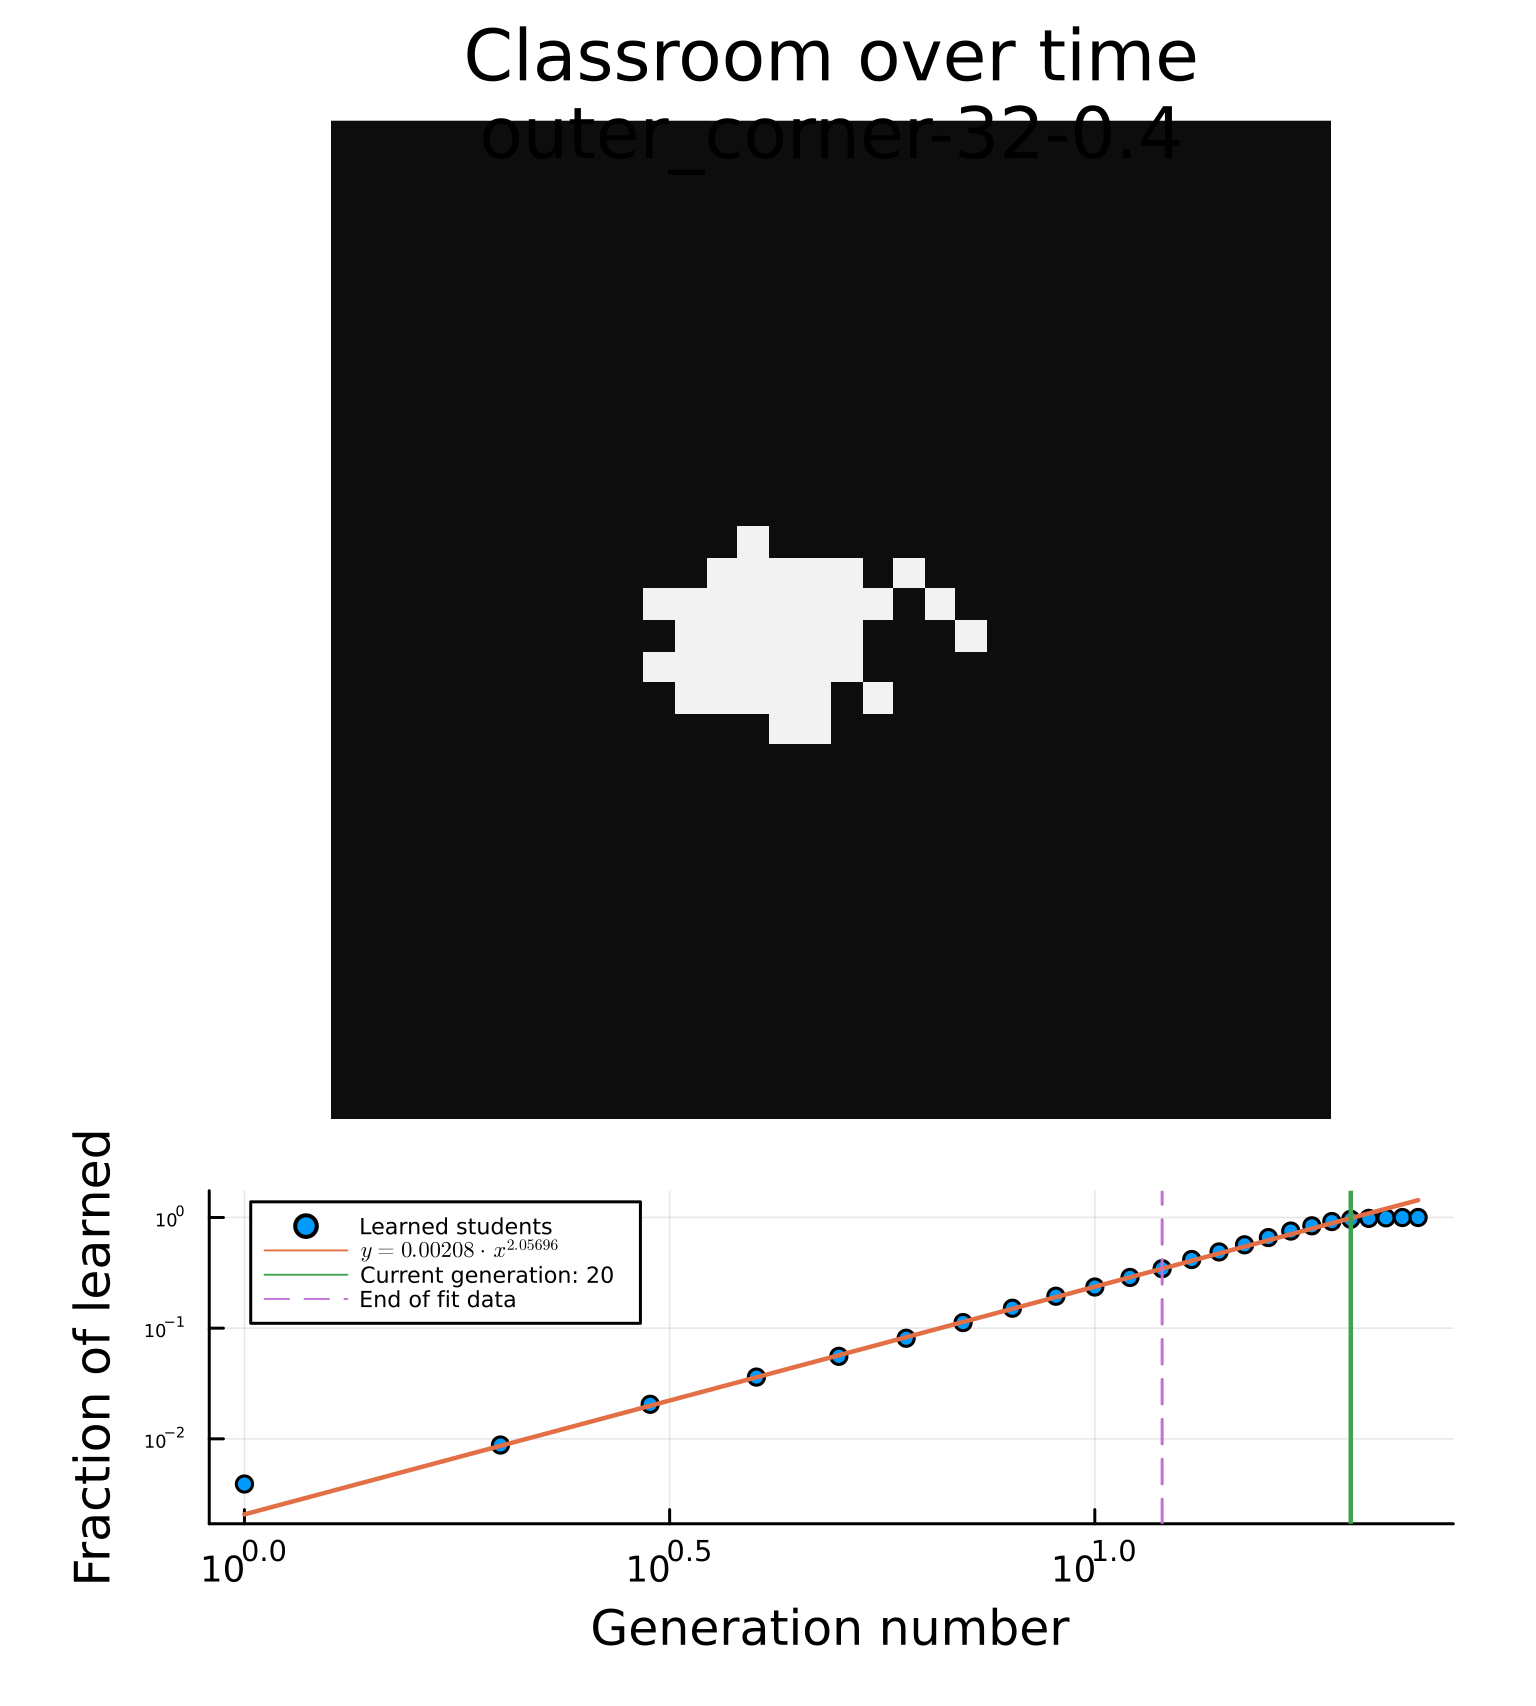 Classroom over time
outer_corner-32-0.4
Fraction of learned
10^0
10^−1
10^−2
Learned students
y = 0.00208 · x^2.05696
Current generation: 20
End of fit data
10^0.0
10^0.5
10^1.0
Generation number